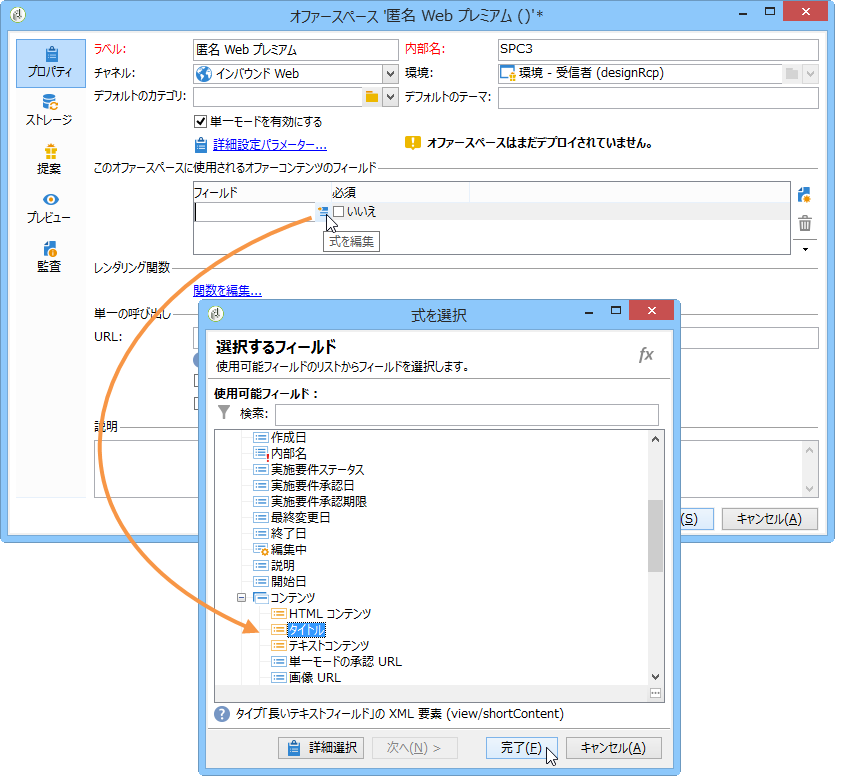 オファースペース '匿名 Web プレミアム ()'*
プロパティ
ストレージ
提案
プレビュー
監査
ラベル:
匿名 Web プレミアム
内部名:
SPC3
チャネル:
インバウンド Web
環境:
環境 - 受信者 (designRcp)
デフォルトのカテゴリ:
デフォルトのテーマ:
単一モードを有効にする
詳細設定パラメーター...
オファースペースはまだデプロイされていません。
このオファースペースに使用されるオファーコンテンツのフィールド
フィールド
必須
いいえ
式を編集
レンダリング関数
関数を編集...
単一の呼び出し
URL:
説明
(S)
キャンセル(A)
式を選択
選択するフィールド
使用可能フィールドのリストからフィールドを選択します。
fx
使用可能フィールド：
検索:
作成日
内部名
実施要件ステータス
実施要件承認日
実施要件承認期限
最終変更日
終了日
編集中
説明
開始日
コンテンツ
HTML コンテンツ
タイトル
テキストコンテンツ
単一モードの承認 URL
画像 URL
タイプ「長いテキストフィールド」の XML 要素 (view/shortContent)
詳細選択
次へ(N) >
完了(F)
キャンセル(A)